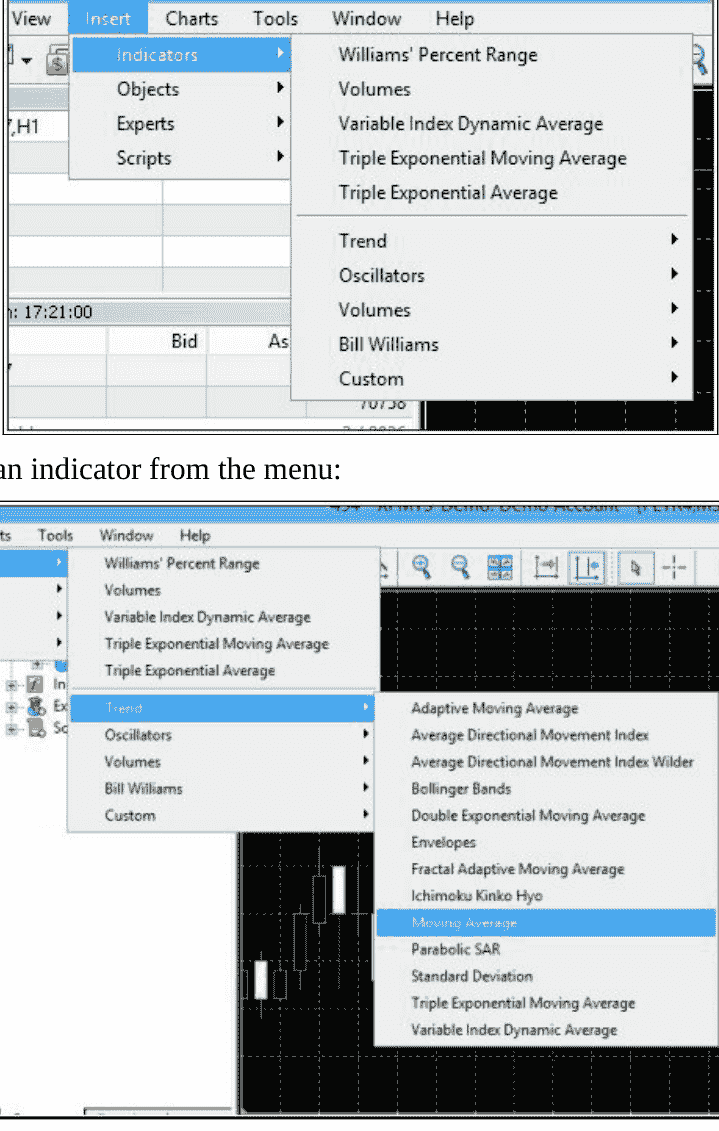 View Insert Charts Tools Window Help
Indicators
Objects
Experts
Scripts
Williams' Percent Range
Volumes
Variable Index Dynamic Average
Triple Exponential Moving Average
Triple Exponential Average
Trend
Oscillators
Volumes
Bill Williams
Custom
,H1
: 17:21:00
Bid As
70738
an indicator from the menu:
ts Tools Window Help
Williams' Percent Range
Volumes
Variable Index Dynamic Average
Triple Exponential Moving Average
Triple Exponential Average
Trend
Oscillators
Volumes
Bill Williams
Custom
In
Ex
Sc
Adaptive Moving Average
Average Directional Movement Index
Average Directional Movement Index Wilder
Bollinger Bands
Double Exponential Moving Average
Envelopes
Fractal Adaptive Moving Average
Ichimoku Kinko Hyo
Moving Average
Parabolic SAR
Standard Deviation
Triple Exponential Moving Average
Variable Index Dynamic Average